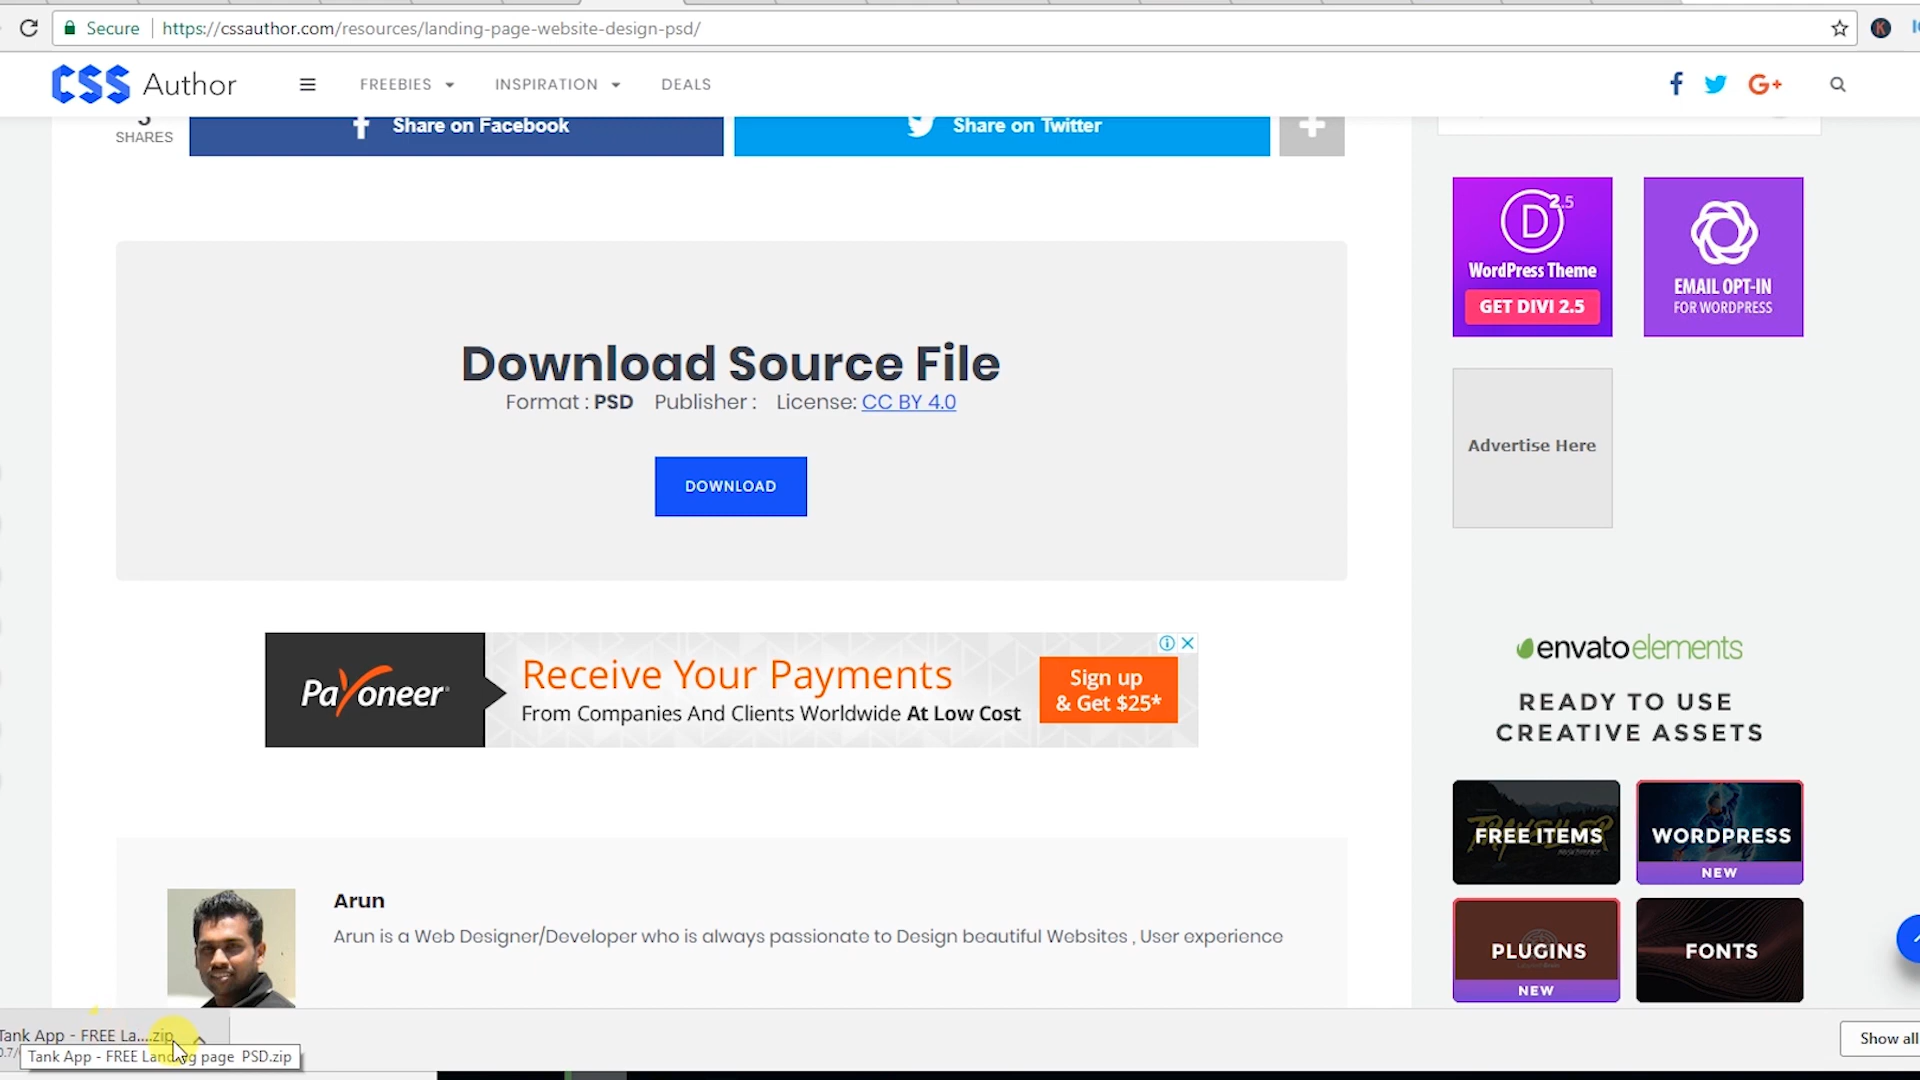 Secure
https://cssauthor.com/resources/landing-page-website-design-psd/
CSS Author
FREEBIES
INSPIRATION
DEALS
SHARES
Share on Facebook
Share on Twitter
2.5
WordPress Theme
GET DIVI 2.5
EMAIL OPT-IN
FOR WORDPRESS
Download Source File
Format : PSD Publisher : License: CC BY 4.0
DOWNLOAD
Advertise Here
Payoneer
Receive Your Payments
From Companies And Clients Worldwide At Low Cost
Sign up
& Get $25*
envatoelements
READY TO USE
CREATIVE ASSETS
FREE ITEMS
WORDPRESS
NEW
PLUGINS
NEW
FONTS
Arun
Arun is a Web Designer/Developer who is always passionate to Design beautiful Websites , User experience
Tank App - FREE La....zip
Tank App - FREE Landing page PSD.zip
Show all